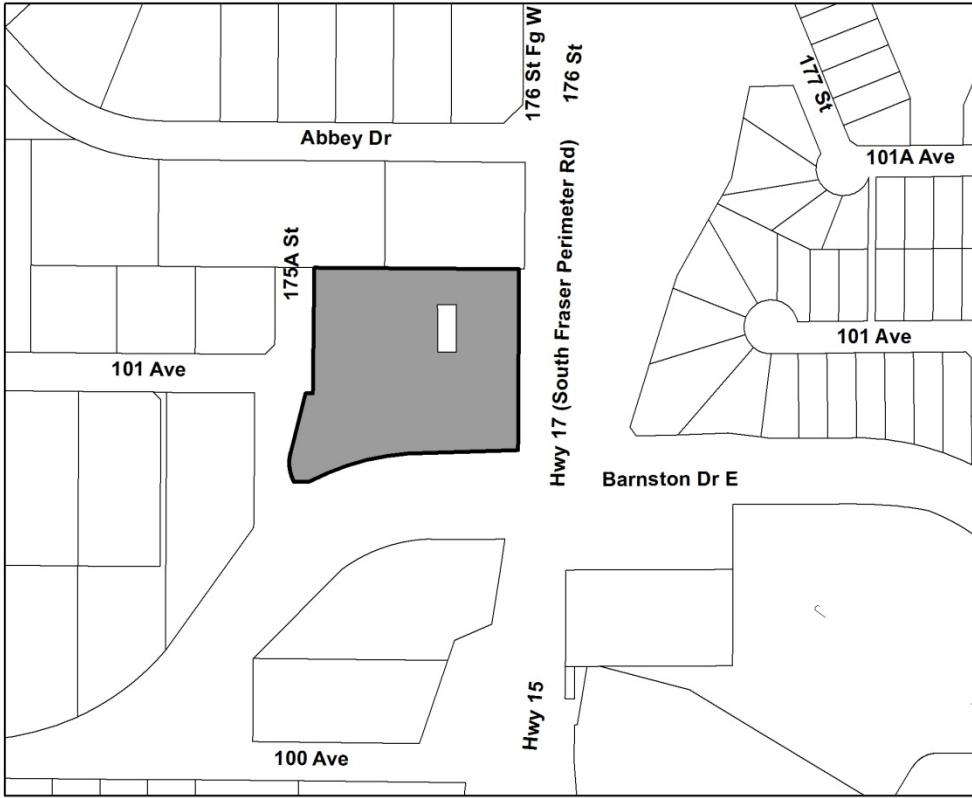 176 St Fg W
176 St
177 St
Abbey Dr
101A Ave
175A St
Hwy 17 (South Fraser Perimeter Rd)
101 Ave
101 Ave
Barnston Dr E
Hwy 15
100 Ave